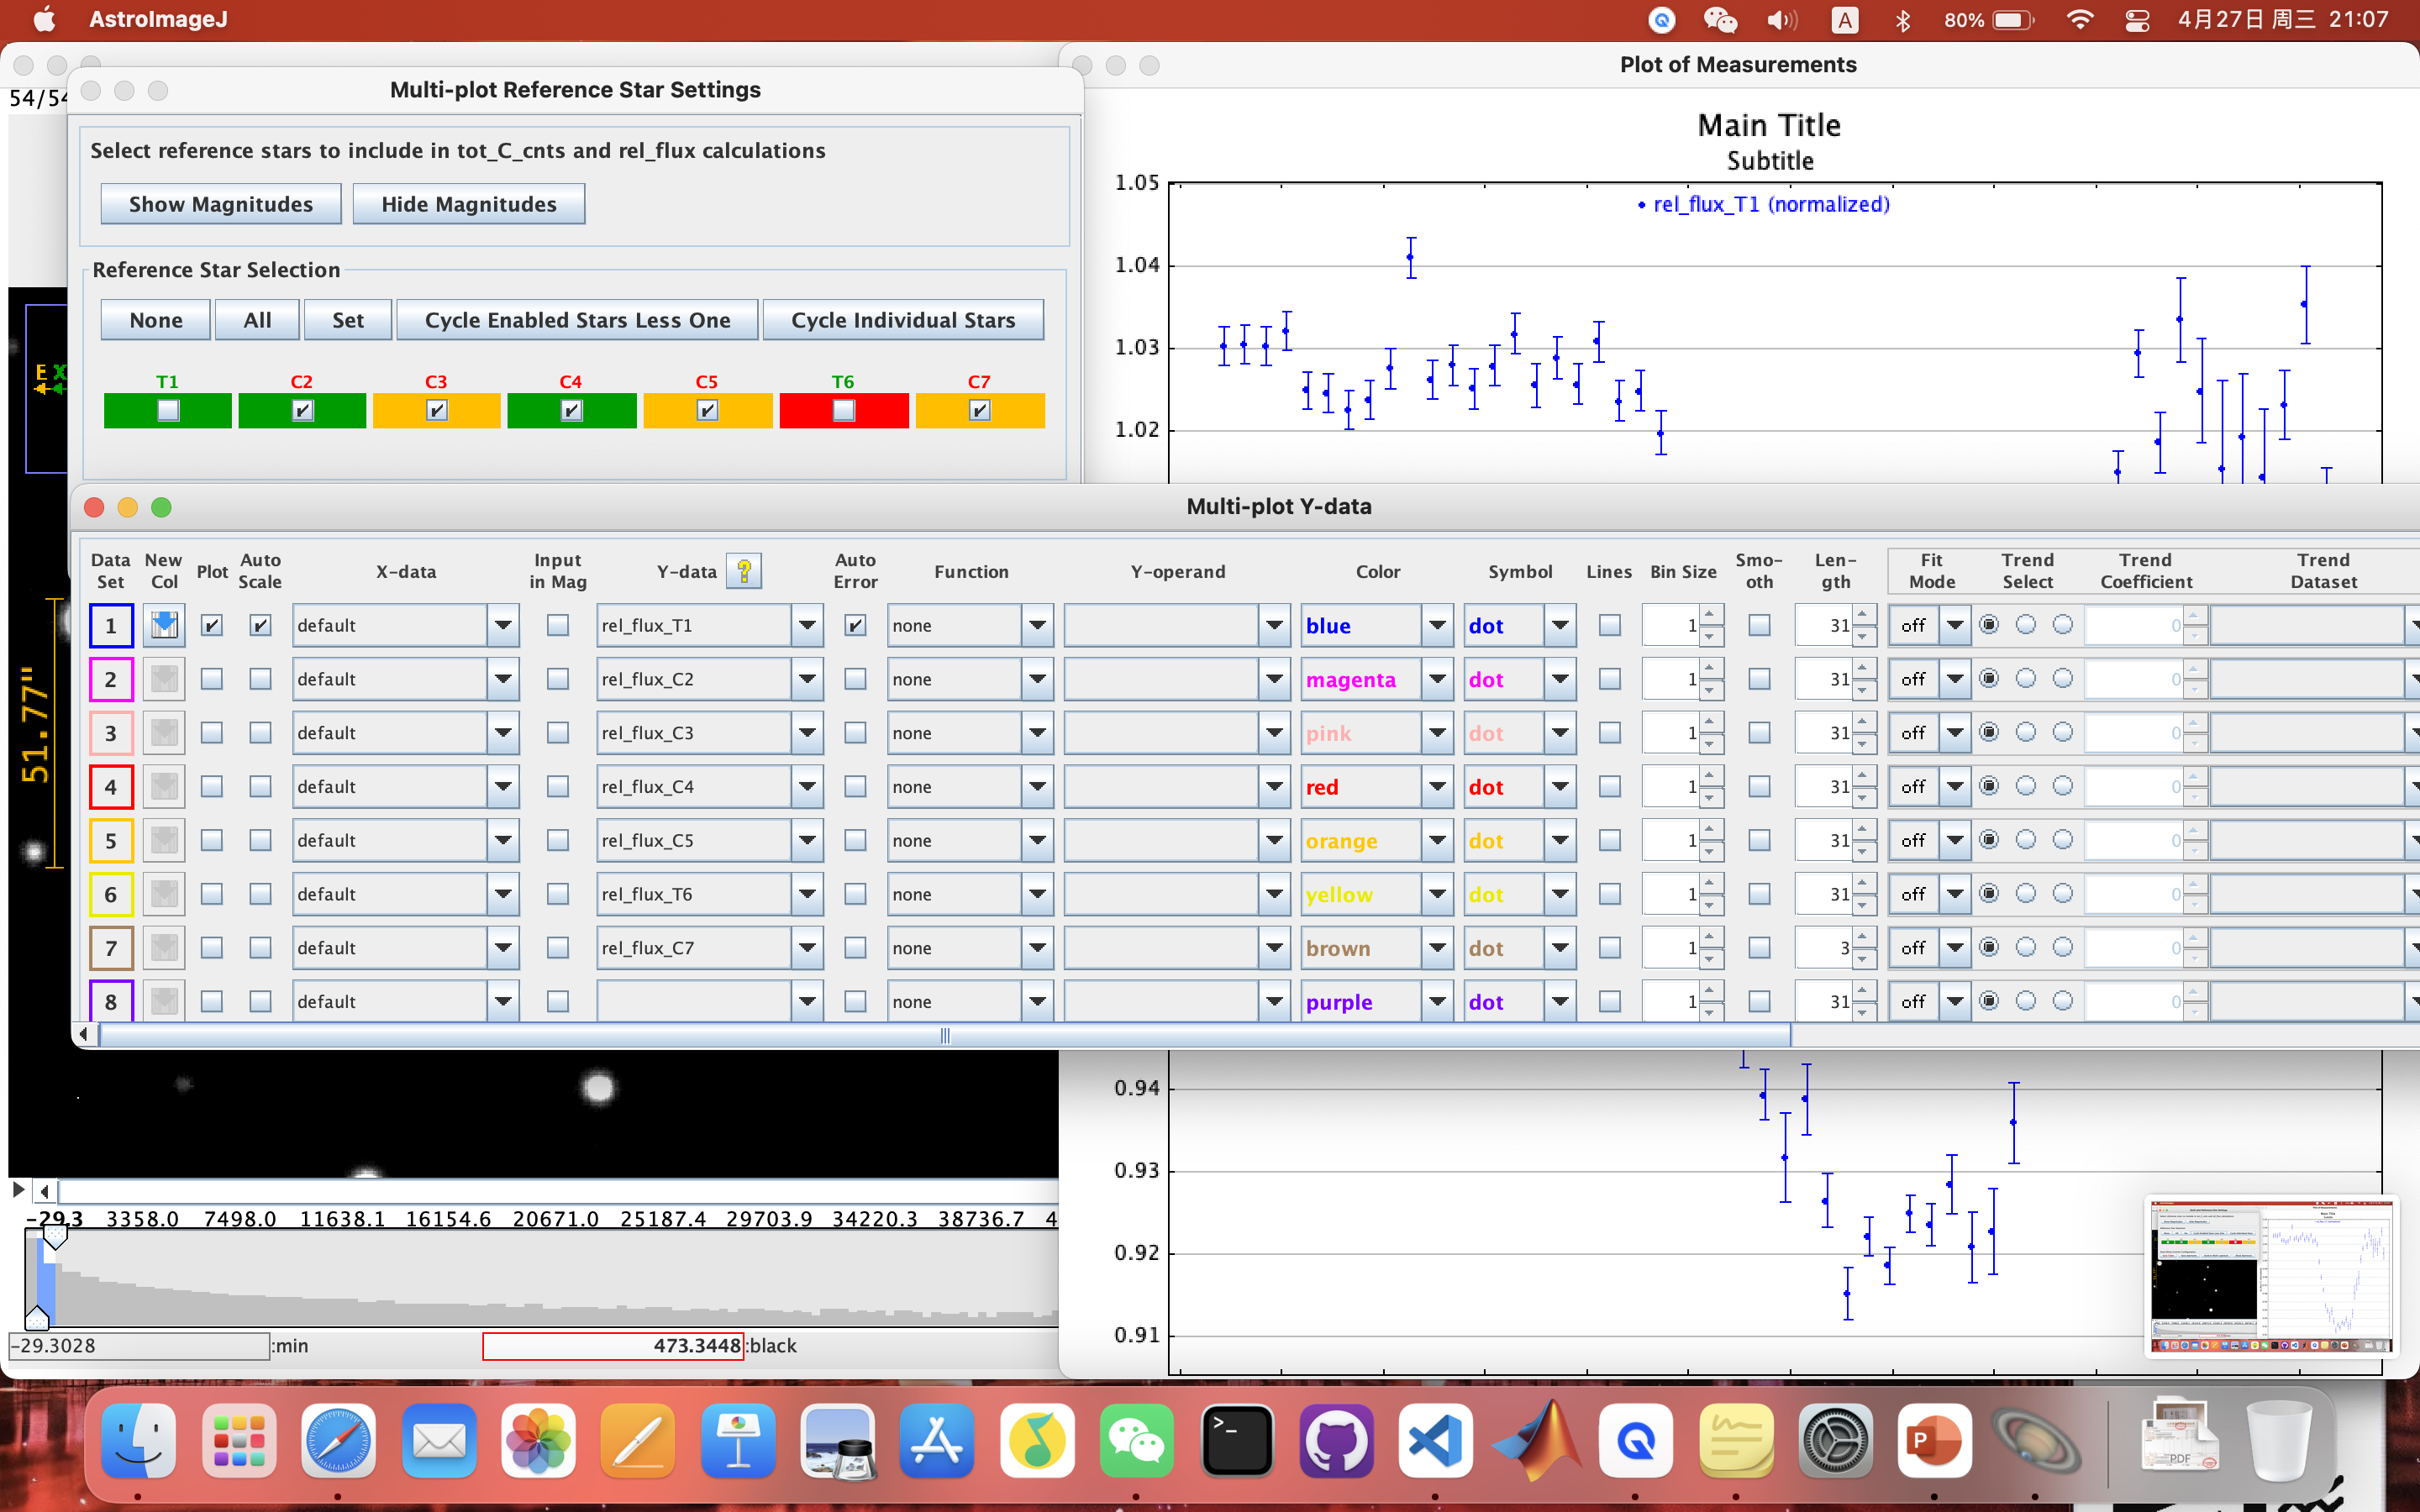 AstroImageJ
A
80%
4月27日 周三 21:07
54/54
Multi-plot Reference Star Settings
Select reference stars to include in tot_C_cnts and rel_flux calculations
Show Magnitudes
Hide Magnitudes
Reference Star Selection
None
All
Set
Cycle Enabled Stars Less One
Cycle Individual Stars
T1
C2
C3
C4
C5
T6
C7
E X
51.77"
Plot of Measurements
Main Title
Subtitle
rel_flux_T1 (normalized)
1.05
1.04
1.03
1.02
Multi-plot Y-data
Data Set
New Col
Plot
Auto Scale
X-data
Input in Mag
Y-data
?
Auto Error
Function
Y-operand
Color
Symbol
Lines
Bin Size
Smo-oth
Len-gth
Fit Mode
Trend Select
Trend Coefficient
Trend Dataset
1 default rel_flux_T1 none blue dot 1 31 off 0
2 default rel_flux_C2 none magenta dot 1 31 off 0
3 default rel_flux_C3 none pink dot 1 31 off 0
4 default rel_flux_C4 none red dot 1 31 off 0
5 default rel_flux_C5 none orange dot 1 31 off 0
6 default rel_flux_T6 none yellow dot 1 31 off 0
7 default rel_flux_C7 none brown dot 1 3 off 0
8 default none purple dot 1 31 off 0
0.94
0.93
0.92
0.91
-29.3 3358.0 7498.0 11638.1 16154.6 20671.0 25187.4 29703.9 34220.3 38736.7 4
-29.3028 :min
473.3448 :black
>_
P
PDF